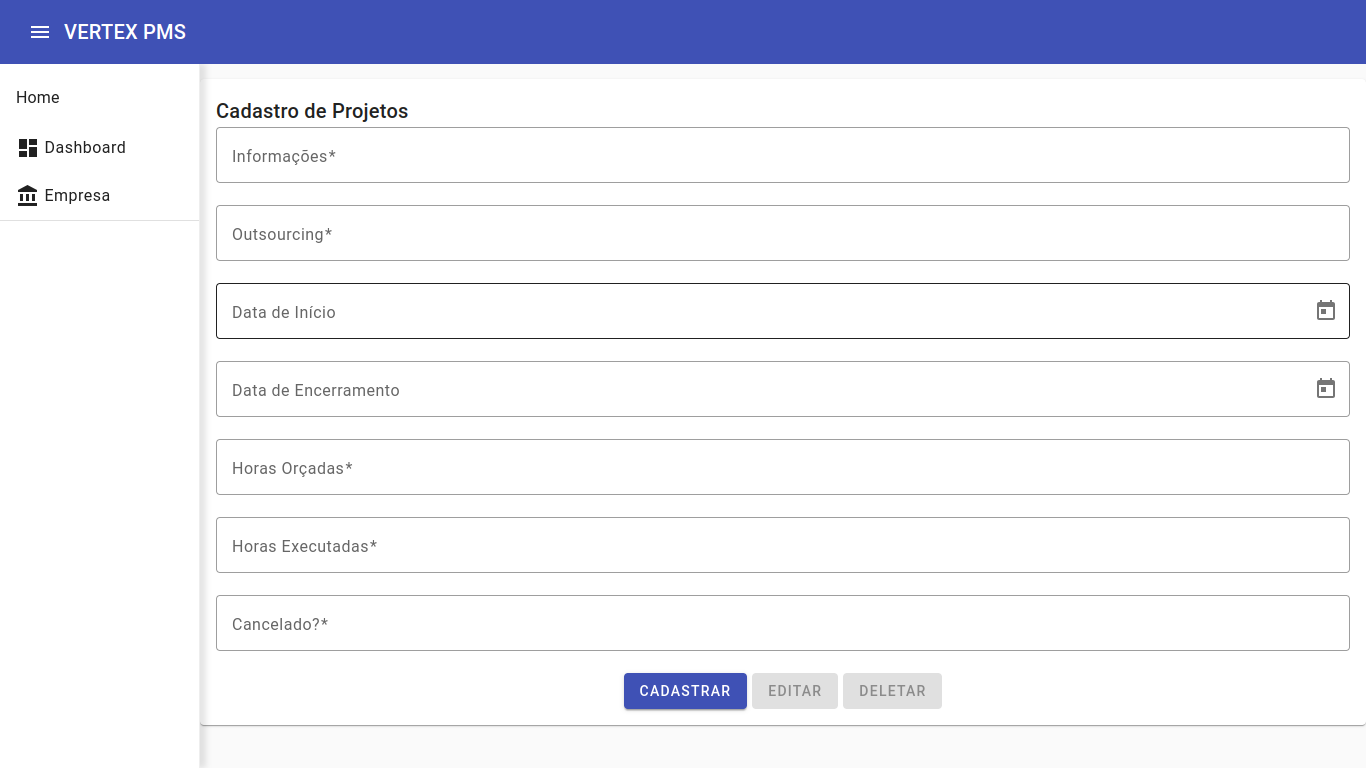 VERTEX PMS
Home
Dashboard
Empresa
Cadastro de Projetos
Informações*
Outsourcing*
Data de Início
Data de Encerramento
Horas Orçadas*
Horas Executadas*
Cancelado?*
CADASTRAR EDITAR DELETAR